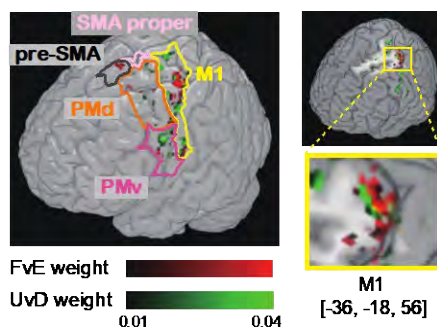 SMA proper
pre-SMA
M1
PMd
PMv
FvE weight
UvD weight
0.01 0.04
M1
[-36, -18, 56]